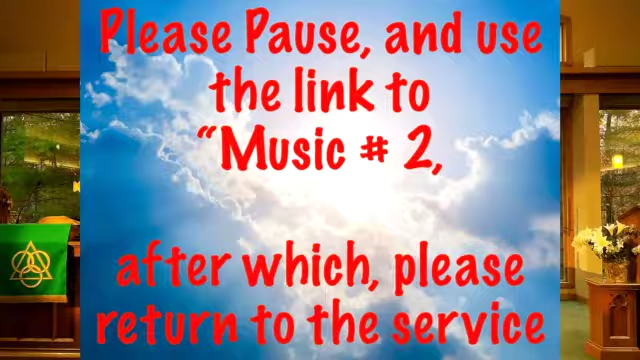 Please Pause, and use
the link to
“Music # 2,
after which, please
return to the service